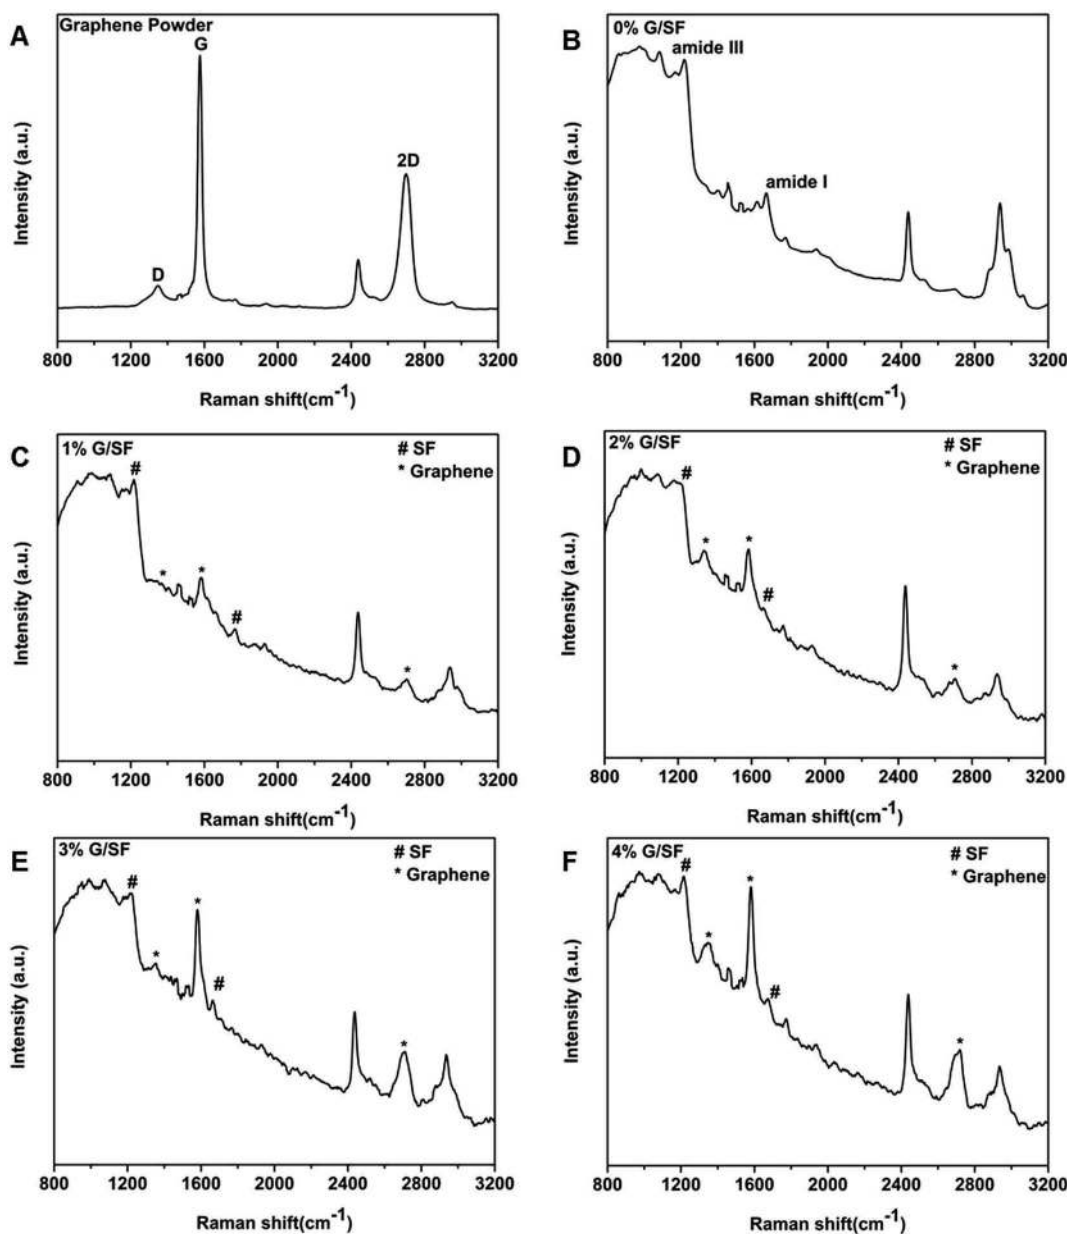 A
Graphene Powder
G
2D
D
Intensity (a.u.)
800 1200 1600 2000 2400 2800 3200
Raman shift(cm-1)
B
0% G/SF
amide III
amide I
Intensity (a.u.)
800 1200 1600 2000 2400 2800 3200
Raman shift(cm-1)
C
1% G/SF
# SF
* Graphene
#
*
*
#
*
Intensity (a.u.)
800 1200 1600 2000 2400 2800 3200
Raman shift(cm-1)
D
2% G/SF
# SF
* Graphene
#
*
*
#
*
Intensity (a.u.)
800 1200 1600 2000 2400 2800 3200
Raman shift(cm-1)
E
3% G/SF
# SF
* Graphene
#
*
*
#
*
Intensity (a.u.)
800 1200 1600 2000 2400 2800 3200
Raman shift(cm-1)
F
4% G/SF
# SF
* Graphene
#
*
*
#
*
Intensity (a.u.)
800 1200 1600 2000 2400 2800 3200
Raman shift(cm-1)